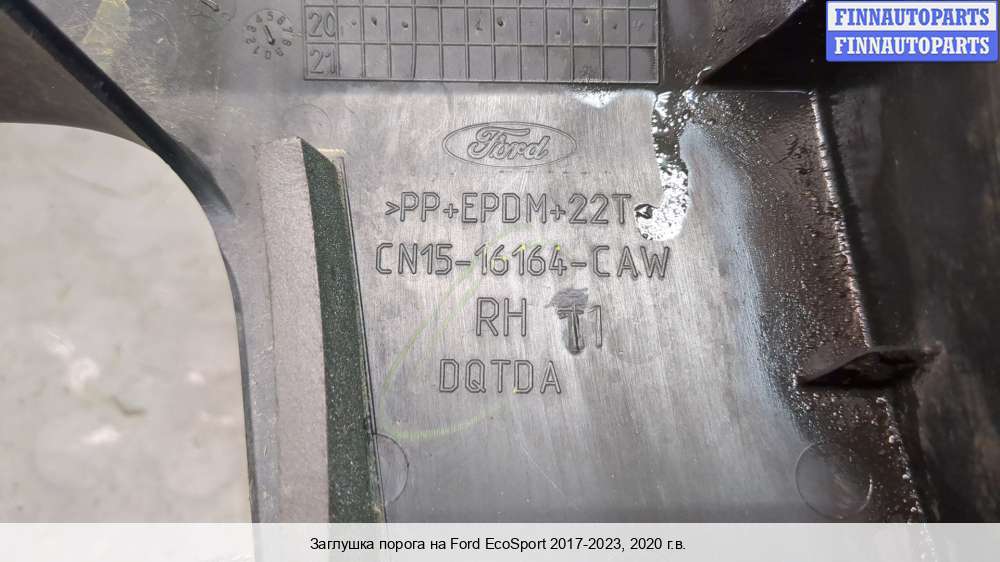 FINNAUTOPARTS
FINNAUTOPARTS
20
21
Ford
>PP+EPDM+22T
CN15-16164-CAW
RH 1
DQTDA
Заглушка порога на Ford EcoSport 2017-2023, 2020 г.в.